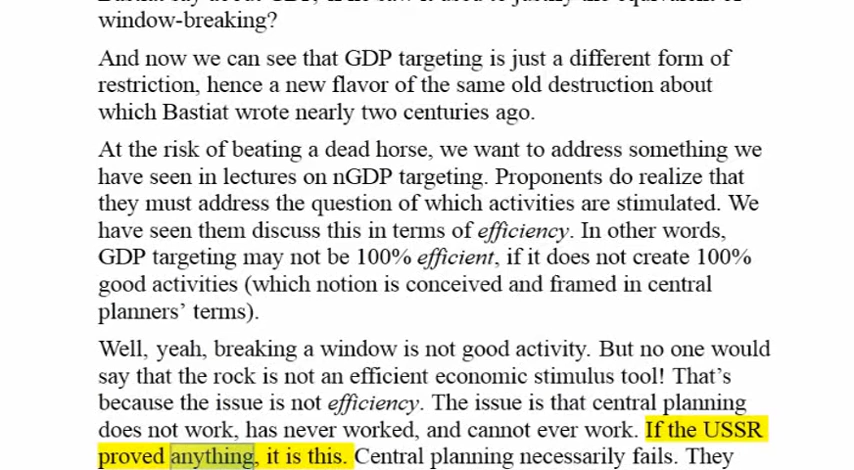 window-breaking?
And now we can see that GDP targeting is just a different form of
restriction, hence a new flavor of the same old destruction about
which Bastiat wrote nearly two centuries ago.
At the risk of beating a dead horse, we want to address something we
have seen in lectures on nGDP targeting. Proponents do realize that
they must address the question of which activities are stimulated. We
have seen them discuss this in terms of efficiency. In other words,
GDP targeting may not be 100% efficient, if it does not create 100%
good activities (which notion is conceived and framed in central
planners’ terms).
Well, yeah, breaking a window is not good activity. But no one would
say that the rock is not an efficient economic stimulus tool! That’s
because the issue is not efficiency. The issue is that central planning
does not work, has never worked, and cannot ever work. If the USSR
proved anything, it is this. Central planning necessarily fails. They